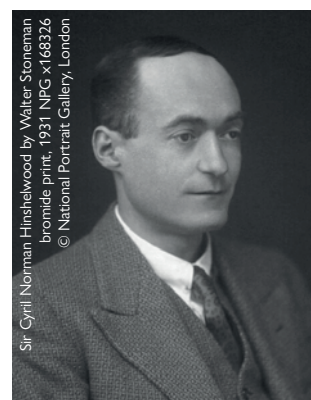 Sir Cyril Norman Hinshelwood by Walter Stoneman
bromide print, 1931 NPG x168326
© National Portrait Gallery, London